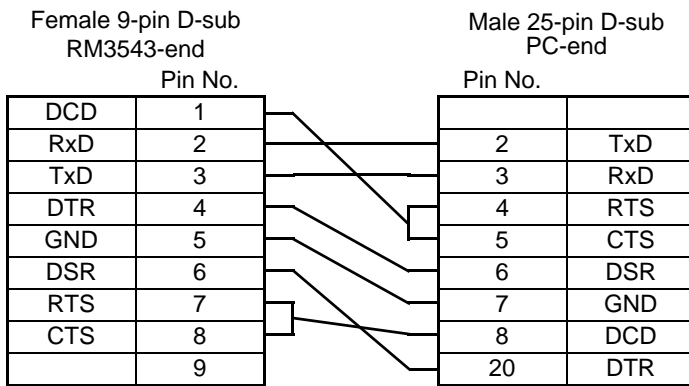 Female 9-pin D-sub Male 25-pin D-sub
RM3543-end PC-end
Pin No. Pin No.
DCD 1
RxD 2 2 TxD
TxD 3 3 RxD
DTR 4 4 RTS
GND 5 5 CTS
DSR 6 6 DSR
RTS 7 7 GND
CTS 8 8 DCD
9 20 DTR